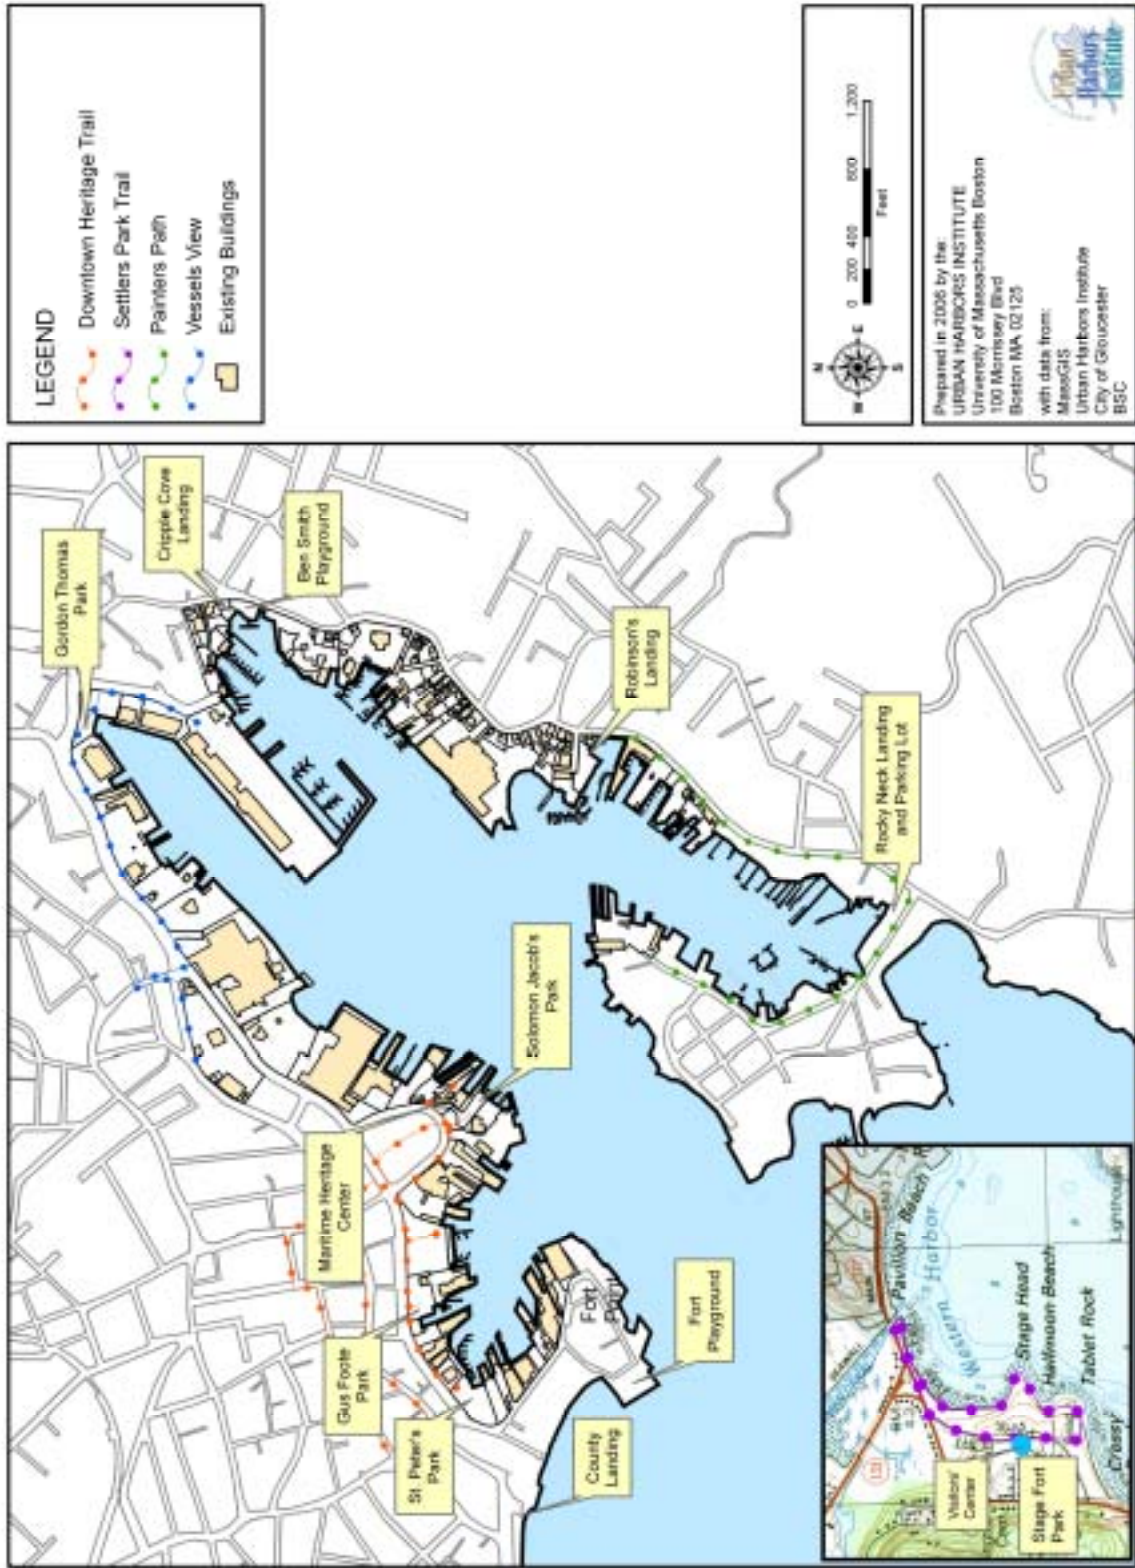 LEGEND
Downtown Heritage Trail
Settlers Park Trail
Painters Path
Vessels View
Existing Buildings
N
W
E
S
0 200 400 800 1,200
Feet
Prepared in 2006 by the:
URBAN HARBORS INSTITUTE
University of Massachusetts Boston
100 Morrissey Blvd
Boston MA 02125
with data from:
MassGIS
Urban Harbors Institute
City of Gloucester
BSC
Urban
Harbors
Institute
Gordon Thomas
Park
Cripple Cove
Landing
Ben Smith
Playground
Robinson's
Landing
Rocky Neck Landing
and Parking Lot
Solomon Jacob's
Park
Maritime Heritage
Center
Gus Foote
Park
St. Peter's
Park
Fort
Point
Fort
Playground
County
Landing
Pavilion Beach
Western Harbor
Stage Head
Halfmoon Beach
Tablet Rock
Cressy
Visitors'
Center
Stage Fort
Park